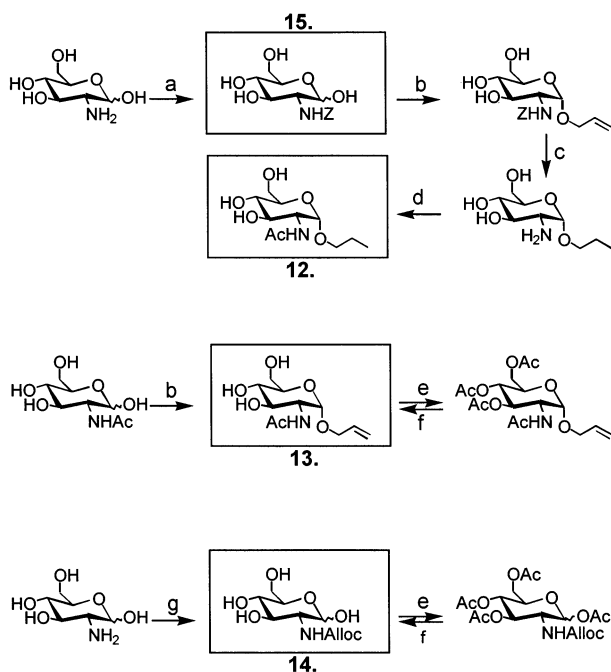 15.
OH
HO
HO
O
OH
NH2
a
OH
HO
HO
O
OH
NHZ
b
OH
HO
HO
O
ZHN
O
c
OH
HO
HO
O
AcHN
O
12.
d
OH
HO
HO
O
H2N
O
OH
HO
HO
O
OH
NHAc
b
OH
HO
HO
O
AcHN
O
13.
e
f
OAc
AcO
AcO
O
AcHN
O
OH
HO
HO
O
OH
NH2
g
OH
HO
HO
O
OH
NHAlloc
14.
e
f
OAc
AcO
AcO
O
OAc
NHAlloc